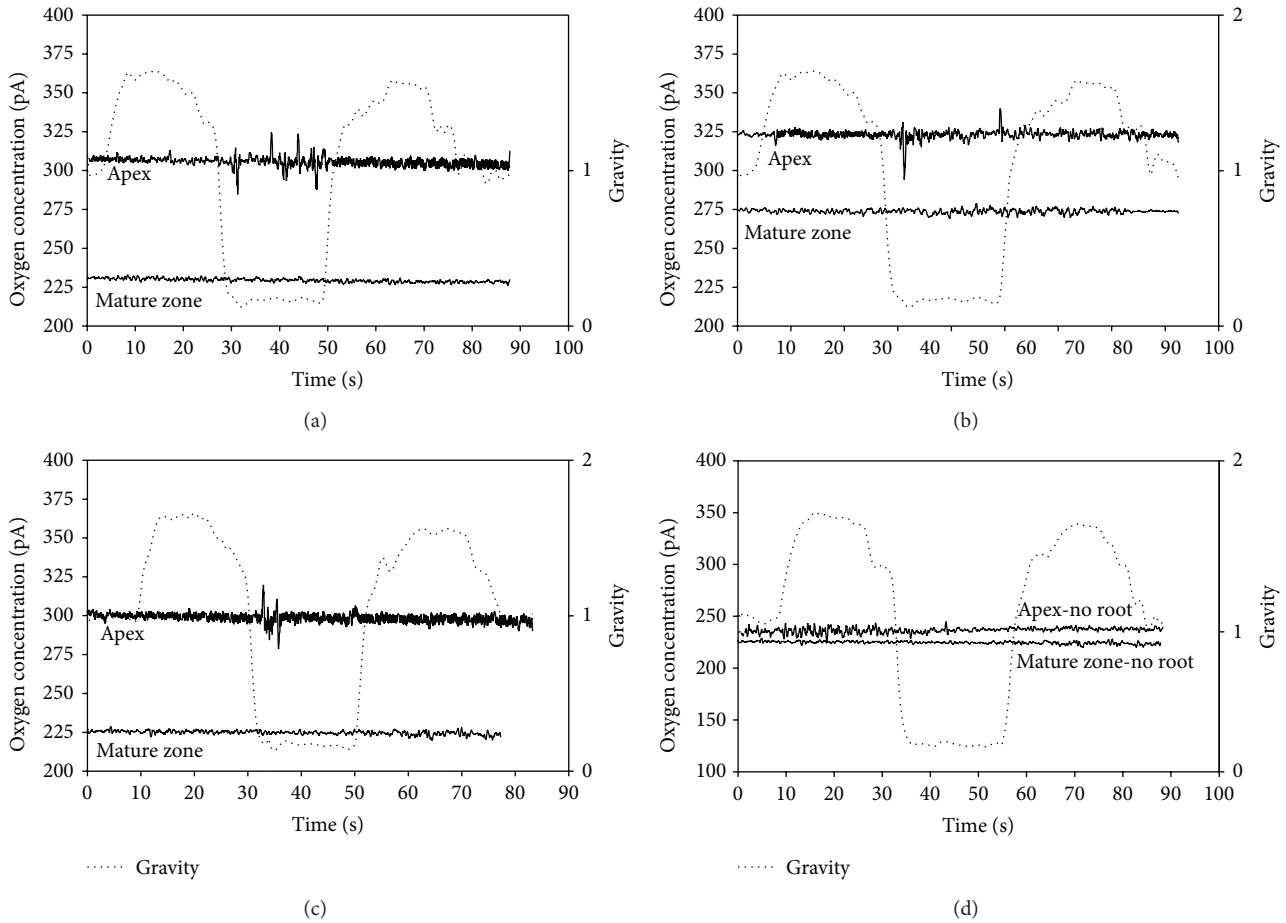 400
375
350
325
300
275
250
225
200
Oxygen concentration (pA)
0 10 20 30 40 50 60 70 80 90 100
Time (s)
2
1
0
Gravity
Apex
Mature zone
(a)
400
375
350
325
300
275
250
225
200
Oxygen concentration (pA)
0 10 20 30 40 50 60 70 80 90 100
Time (s)
2
1
0
Gravity
Apex
Mature zone
(b)
400
375
350
325
300
275
250
225
200
Oxygen concentration (pA)
0 10 20 30 40 50 60 70 80 90
Time (s)
2
1
0
Gravity
Apex
Mature zone
Gravity
(c)
400
350
300
250
200
150
100
Oxygen concentration (pA)
0 10 20 30 40 50 60 70 80 90 100
Time (s)
2
1
0
Gravity
Apex-no root
Mature zone-no root
Gravity
(d)